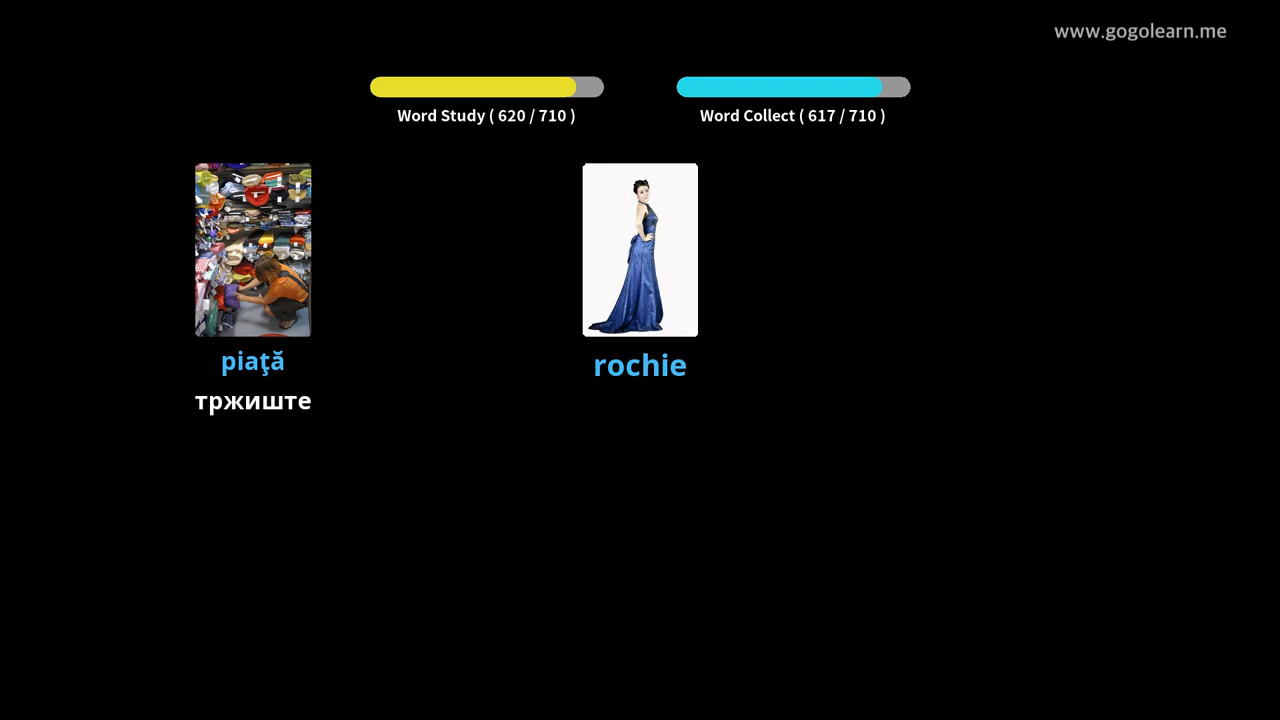 www.gogolearn.me
Word Study ( 620 / 710 )
Word Collect ( 617 / 710 )
piaţă
тржиште
rochie